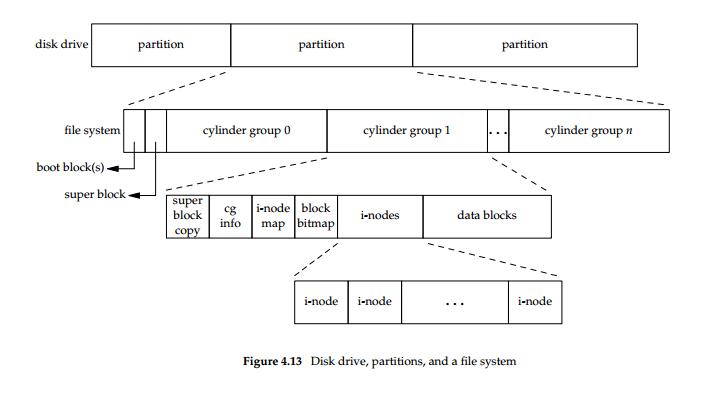 disk drive partition partition partition
file system cylinder group 0 cylinder group 1 ... cylinder group n
boot block(s)
super block
super block copy
cg info
i-node map
block bitmap
i-nodes
data blocks
i-node i-node ... i-node
Figure 4.13 Disk drive, partitions, and a file system